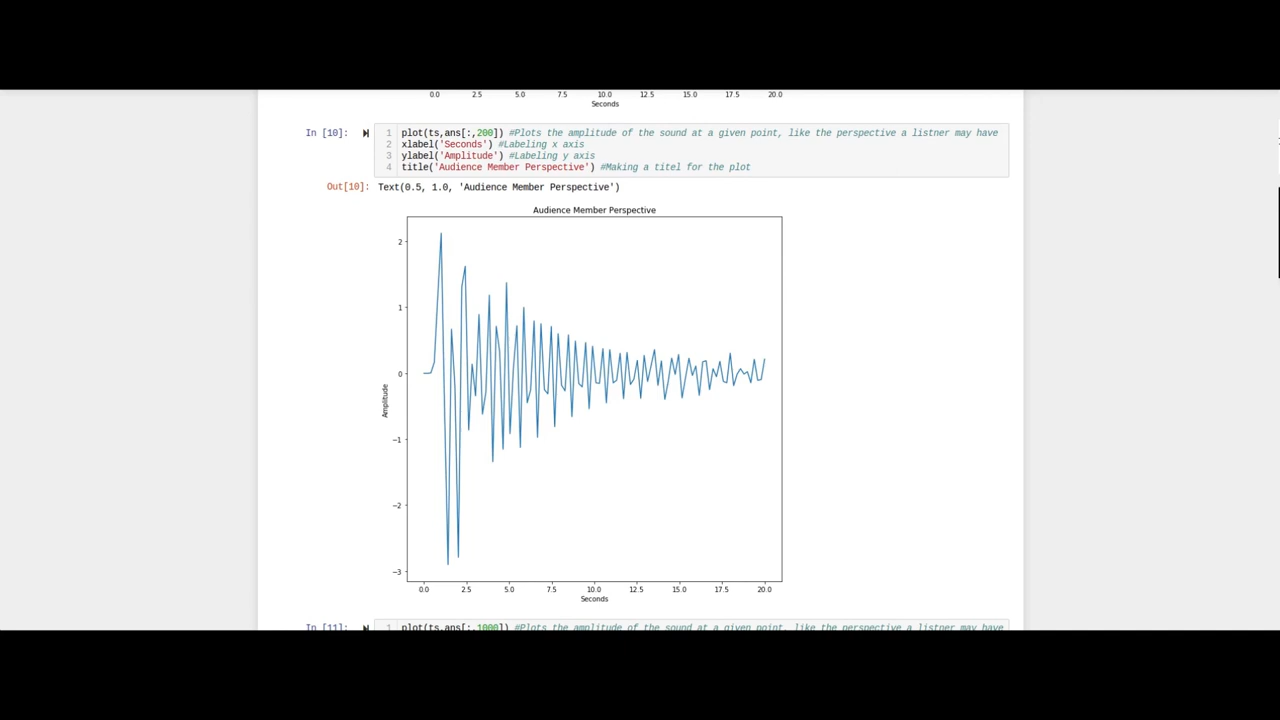 0.0 2.5 5.0 7.5 10.0 12.5 15.0 17.5 20.0
Seconds
In [10]:
1 plot(ts,ans[:,200]) #Plots the amplitude of the sound at a given point, like the perspective a listner may have
2 xlabel('Seconds') #Labeling x axis
3 ylabel('Amplitude') #Labeling y axis
4 title('Audience Member Perspective') #Making a titel for the plot
Out[10]: Text(0.5, 1.0, 'Audience Member Perspective')
Audience Member Perspective
2
1
0
−1
−2
−3
Amplitude
0.0 2.5 5.0 7.5 10.0 12.5 15.0 17.5 20.0
Seconds
In [11]:
1 plot(ts,ans[:,1000]) #Plots the amplitude of the sound at a given point, like the perspective a listner may have